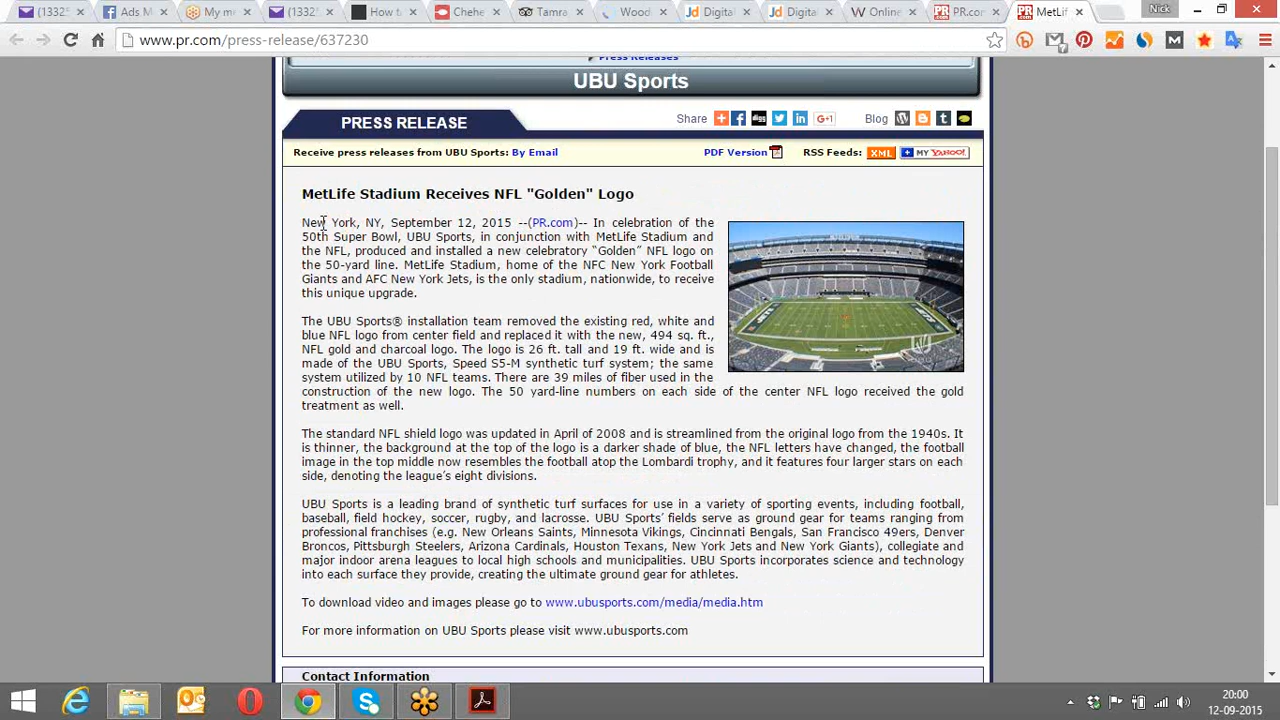 (1332
Ads M
My m
(1332
How to
Chehe
Tamra
Wood
Digita
Digita
Online
PR.com
MetLif
Nick
www.pr.com/press-release/637230
Press Releases
UBU Sports
PRESS RELEASE
Share
G+1
Blog
Receive press releases from UBU Sports: By Email
PDF Version
RSS Feeds: XML + MY YAHOO!
MetLife Stadium Receives NFL "Golden" Logo
New York, NY, September 12, 2015 --(PR.com)-- In celebration of the
50th Super Bowl, UBU Sports, in conjunction with MetLife Stadium and
the NFL, produced and installed a new celebratory “Golden” NFL logo on
the 50-yard line. MetLife Stadium, home of the NFC New York Football
Giants and AFC New York Jets, is the only stadium, nationwide, to receive
this unique upgrade.
The UBU Sports® installation team removed the existing red, white and
blue NFL logo from center field and replaced it with the new, 494 sq. ft.,
NFL gold and charcoal logo. The logo is 26 ft. tall and 19 ft. wide and is
made of the UBU Sports, Speed S5-M synthetic turf system; the same
system utilized by 10 NFL teams. There are 39 miles of fiber used in the
construction of the new logo. The 50 yard-line numbers on each side of the center NFL logo received the gold
treatment as well.
The standard NFL shield logo was updated in April of 2008 and is streamlined from the original logo from the 1940s. It
is thinner, the background at the top of the logo is a darker shade of blue, the NFL letters have changed, the football
image in the top middle now resembles the football atop the Lombardi trophy, and it features four larger stars on each
side, denoting the league’s eight divisions.
UBU Sports is a leading brand of synthetic turf surfaces for use in a variety of sporting events, including football,
baseball, field hockey, soccer, rugby, and lacrosse. UBU Sports’ fields serve as ground gear for teams ranging from
professional franchises (e.g. New Orleans Saints, Minnesota Vikings, Cincinnati Bengals, San Francisco 49ers, Denver
Broncos, Pittsburgh Steelers, Arizona Cardinals, Houston Texans, New York Jets and New York Giants), collegiate and
major indoor arena leagues to local high schools and municipalities. UBU Sports incorporates science and technology
into each surface they provide, creating the ultimate ground gear for athletes.
To download video and images please go to www.ubusports.com/media/media.htm
For more information on UBU Sports please visit www.ubusports.com
Contact Information
20:00
12-09-2015